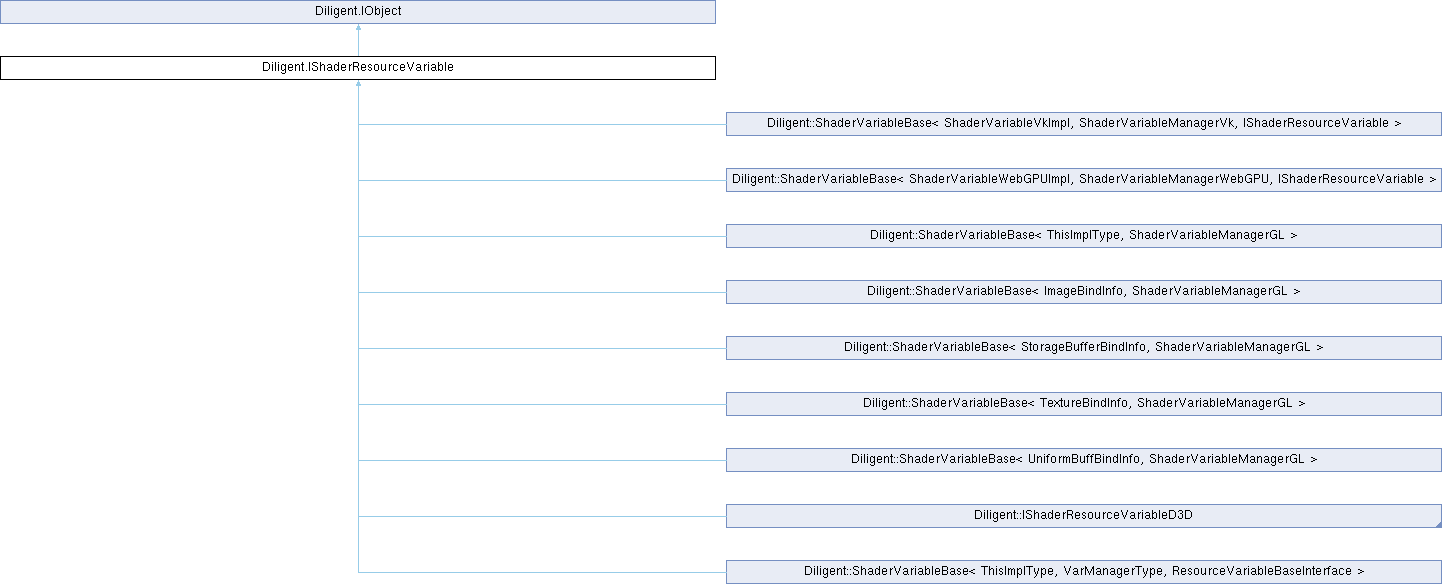 Diligent.IObject
Diligent.IShaderResourceVariable
Diligent::ShaderVariableBase< ShaderVariableVkImpl, ShaderVariableManagerVk, IShaderResourceVariable >
Diligent::ShaderVariableBase< ShaderVariableWebGPUImpl, ShaderVariableManagerWebGPU, IShaderResourceVariable >
Diligent::ShaderVariableBase< ThisImplType, ShaderVariableManagerGL >
Diligent::ShaderVariableBase< ImageBindInfo, ShaderVariableManagerGL >
Diligent::ShaderVariableBase< StorageBufferBindInfo, ShaderVariableManagerGL >
Diligent::ShaderVariableBase< TextureBindInfo, ShaderVariableManagerGL >
Diligent::ShaderVariableBase< UniformBuffBindInfo, ShaderVariableManagerGL >
Diligent::IShaderResourceVariableD3D
Diligent::ShaderVariableBase< ThisImplType, VarManagerType, ResourceVariableBaseInterface >